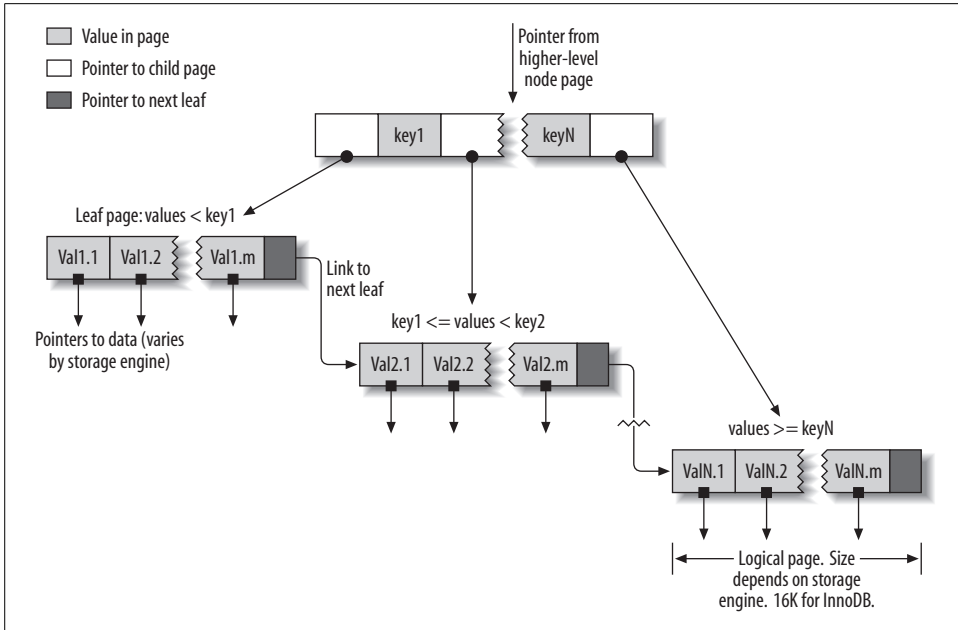 Value in page
Pointer to child page
Pointer to next leaf
Pointer from
higher-level
node page
key1
keyN
Leaf page: values < key1
Val1.1
Val1.2
Val1.m
Link to
next leaf
Pointers to data (varies
by storage engine)
key1 <= values < key2
Val2.1
Val2.2
Val2.m
values >= keyN
ValN.1
ValN.2
ValN.m
Logical page. Size
depends on storage
engine. 16K for InnoDB.